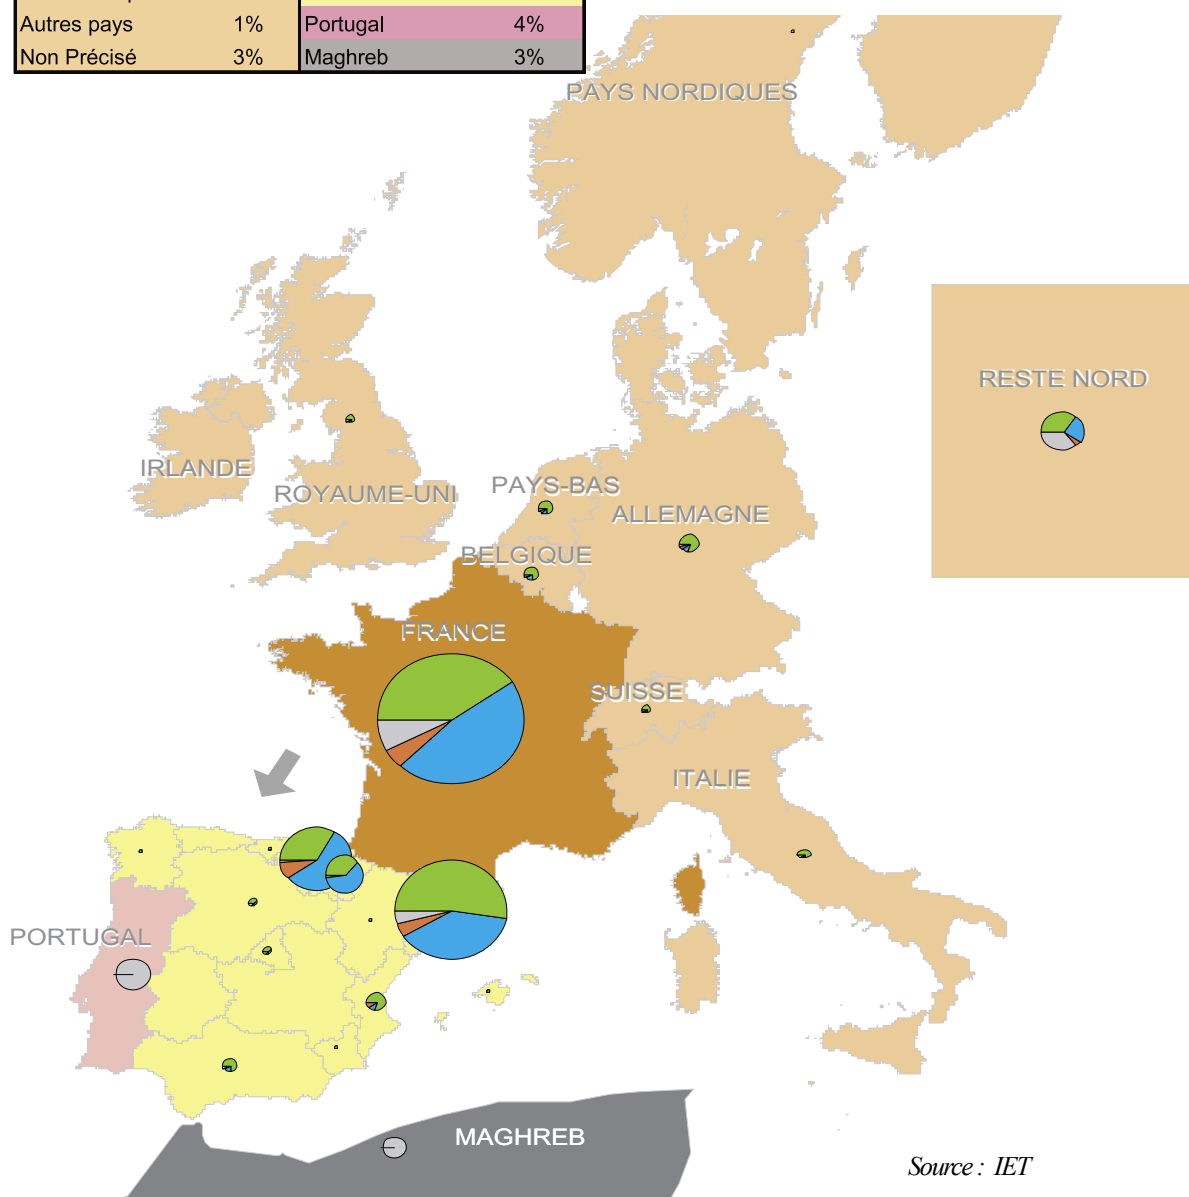 Autres pays 1% Portugal 4%
Non Précisé 3% Maghreb 3%
PAYS NORDIQUES
RESTE NORD
IRLANDE
ROYAUME-UNI
PAYS-BAS
ALLEMAGNE
BELGIQUE
FRANCE
SUISSE
ITALIE
PORTUGAL
MAGHREB
Source : IET